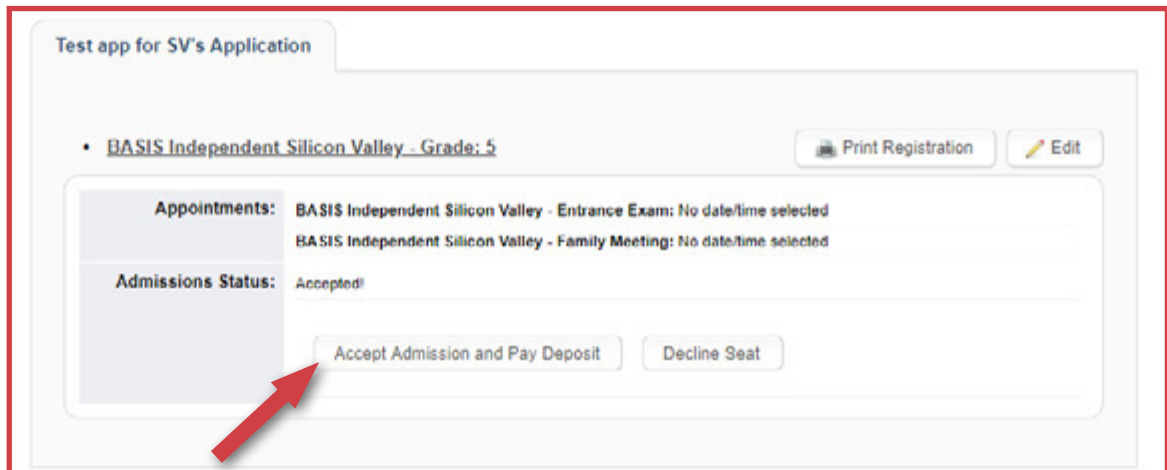 Test app for SV's Application
• BASIS Independent Silicon Valley - Grade: 5 Print Registration Edit
Appointments: BASIS Independent Silicon Valley - Entrance Exam: No date/time selected
BASIS Independent Silicon Valley - Family Meeting: No date/time selected
Admissions Status: Accepted!
Accept Admission and Pay Deposit Decline Seat